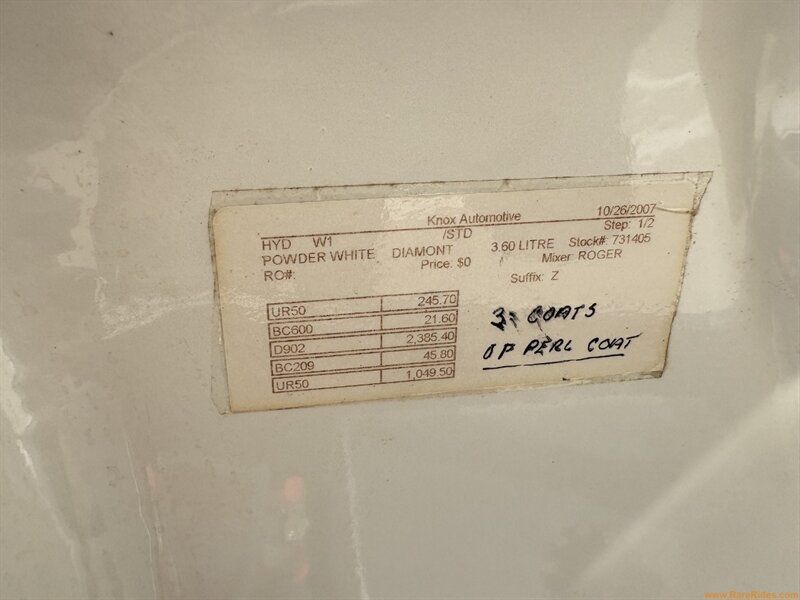 Knox Automotive 10/26/2007
HYD W1 /STD Step: 1/2
POWDER WHITE DIAMONT 3.60 LITRE Stock#: 731405
RO#: Price: $0 Mixer: ROGER
Suffix: Z
UR50 245.70
BC600 21.60
D902 2,385.40
BC209 45.80
UR50 1,049.50
3 COATS
OF PERL COAT
www.RareRides.com